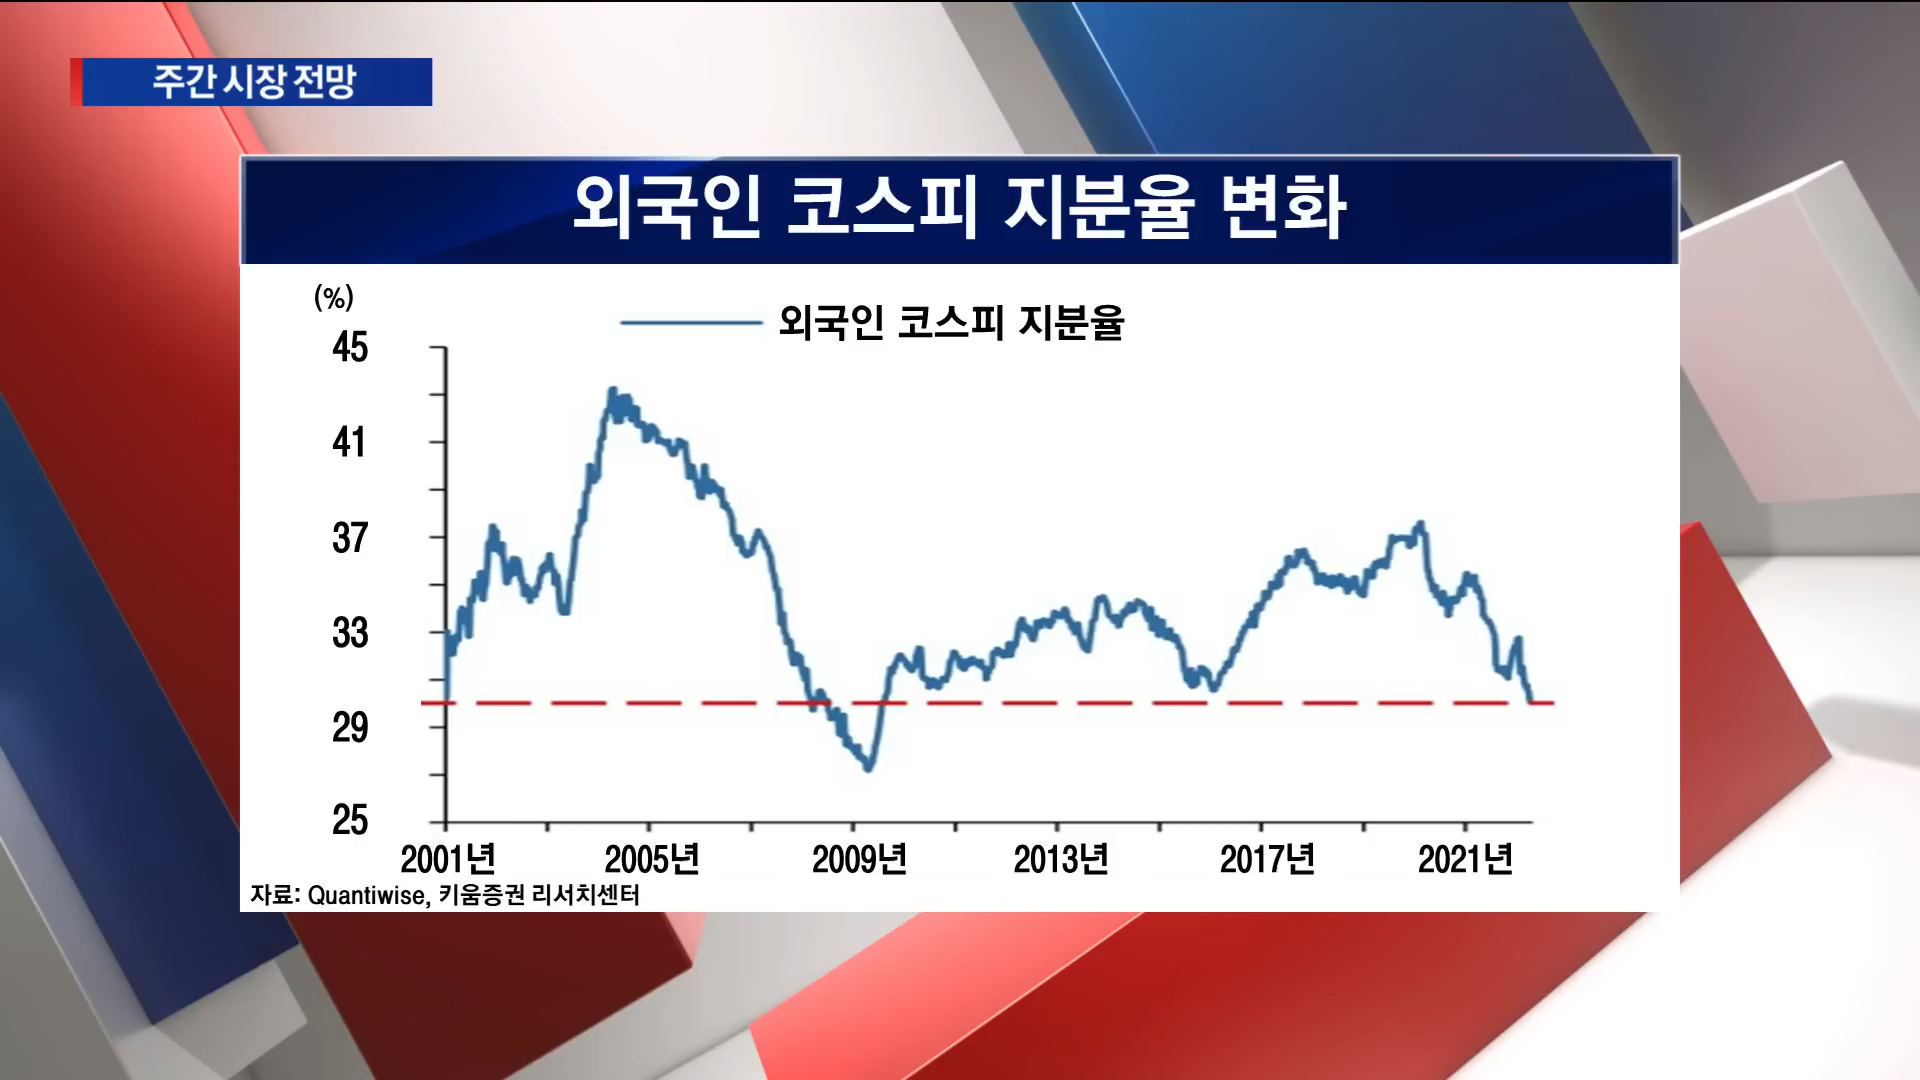 주간 시장 전망
외국인 코스피 지분율 변화
(%)
외국인 코스피 지분율
45
41
37
33
29
25
2001년 2005년 2009년 2013년 2017년 2021년
자료: Quantiwise, 키움증권 리서치센터